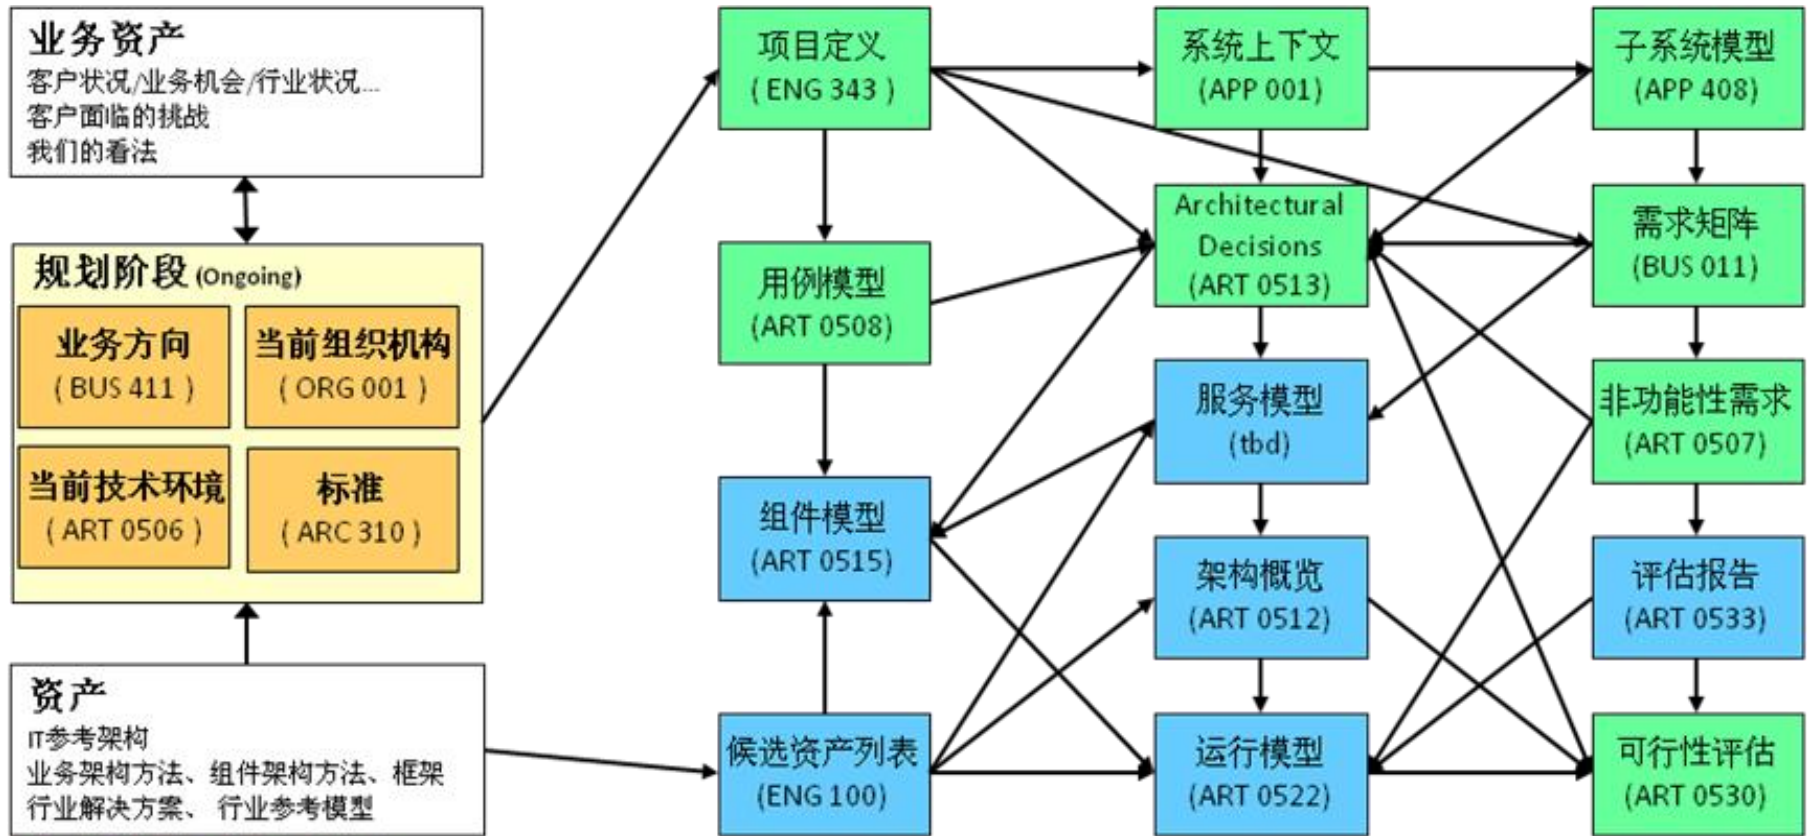 业务资产
客户状况/业务机会/行业状况...
客户面临的挑战
我们的看法
规划阶段 (Ongoing)
业务方向
( BUS 411 )
当前组织机构
( ORG 001 )
当前技术环境
( ART 0506 )
标准
( ARC 310 )
资产
IT参考架构
业务架构方法、组件架构方法、框架
行业解决方案、 行业参考模型
项目定义
( ENG 343 )
系统上下文
(APP 001)
子系统模型
(APP 408)
用例模型
(ART 0508)
Architectural
Decisions
(ART 0513)
需求矩阵
(BUS 011)
服务模型
(tbd)
非功能性需求
(ART 0507)
组件模型
(ART 0515)
架构概览
(ART 0512)
评估报告
(ART 0533)
候选资产列表
(ENG 100)
运行模型
(ART 0522)
可行性评估
(ART 0530)